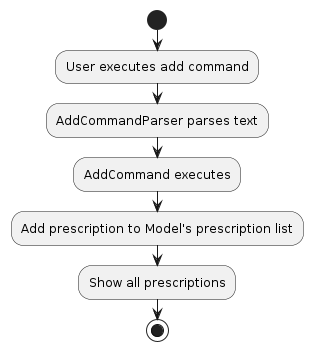 User executes add command
AddCommandParser parses text
AddCommand executes
Add prescription to Model's prescription list
Show all prescriptions